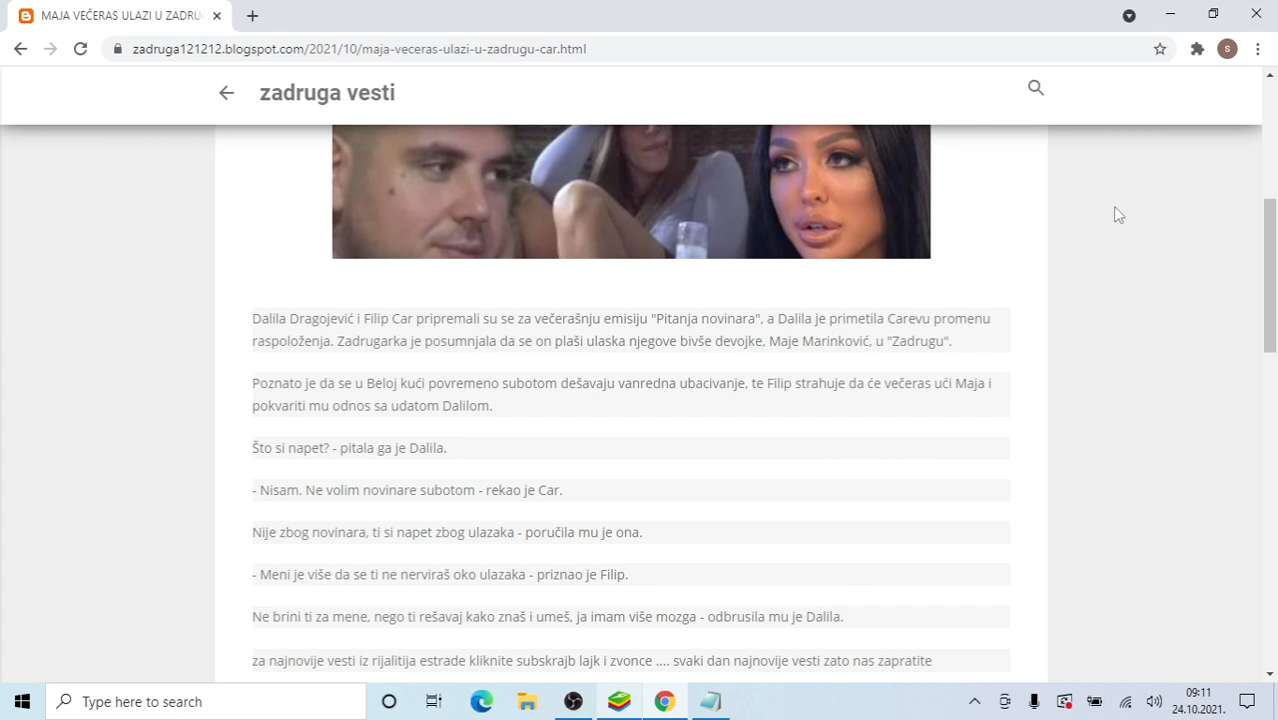 MAJA VEČERAS ULAZI U ZADRU
zadruga121212.blogspot.com/2021/10/maja-veceras-ulazi-u-zadrugu-car.html
S
zadruga vesti
Dalila Dragojević i Filip Car pripremali su se za večerašnju emisiju "Pitanja novinara", a Dalila je primetila Carevu promenu
raspoloženja. Zadrugarka je posumnjala da se on plaši ulaska njegove bivše devojke, Maje Marinković, u "Zadrugu".
Poznato je da se u Beloj kući povremeno subotom dešavaju vanredna ubacivanje, te Filip strahuje da će večeras ući Maja i
pokvariti mu odnos sa udatom Dalilom.
Što si napet? - pitala ga je Dalila.
- Nisam. Ne volim novinare subotom - rekao je Car.
Nije zbog novinara, ti si napet zbog ulazaka - poručila mu je ona.
- Meni je više da se ti ne nerviraš oko ulazaka - priznao je Filip.
Ne brini ti za mene, nego ti rešavaj kako znaš i umeš, ja imam više mozga - odbrusila mu je Dalila.
za najnovije vesti iz rijalitija estrade kliknite subskrajb lajk i zvonce .... svaki dan najnovije vesti zato nas zapratite
Type here to search
09:11
24.10.2021.